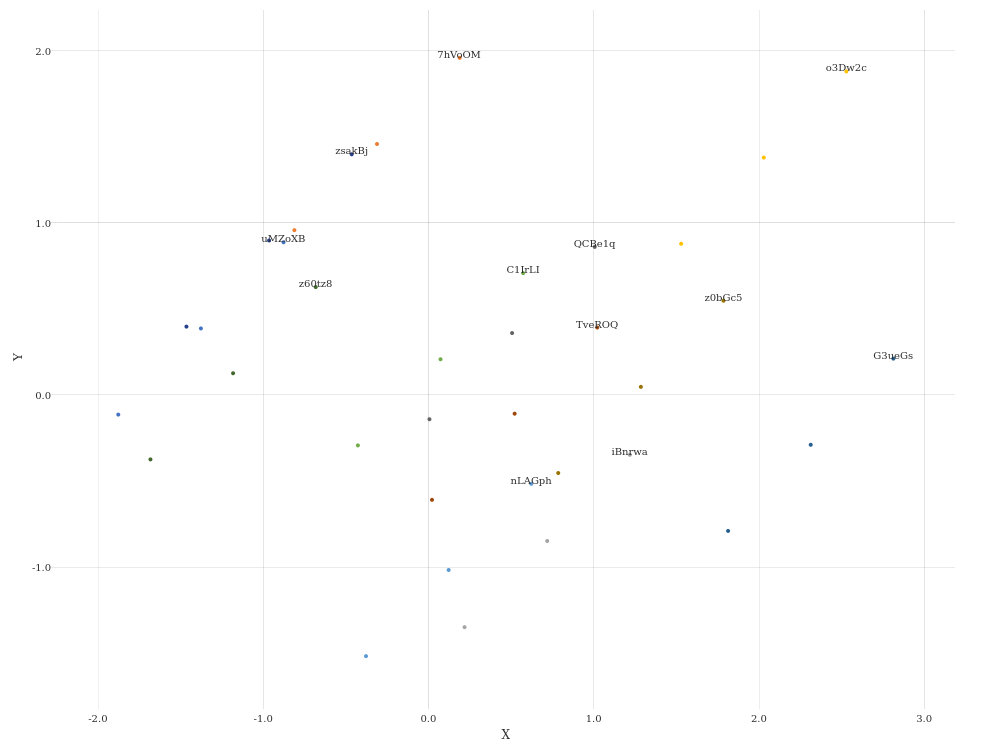 2.0
7hVoOM
o3Dw2c
zsakBj
1.0
uMZoXB
QCBe1q
C1IrLI
z60tz8
z0bGc5
TveROQ
Y
G3ueGs
0.0
iBnrwa
nLAGph
-1.0
-2.0 -1.0 0.0 1.0 2.0 3.0
X